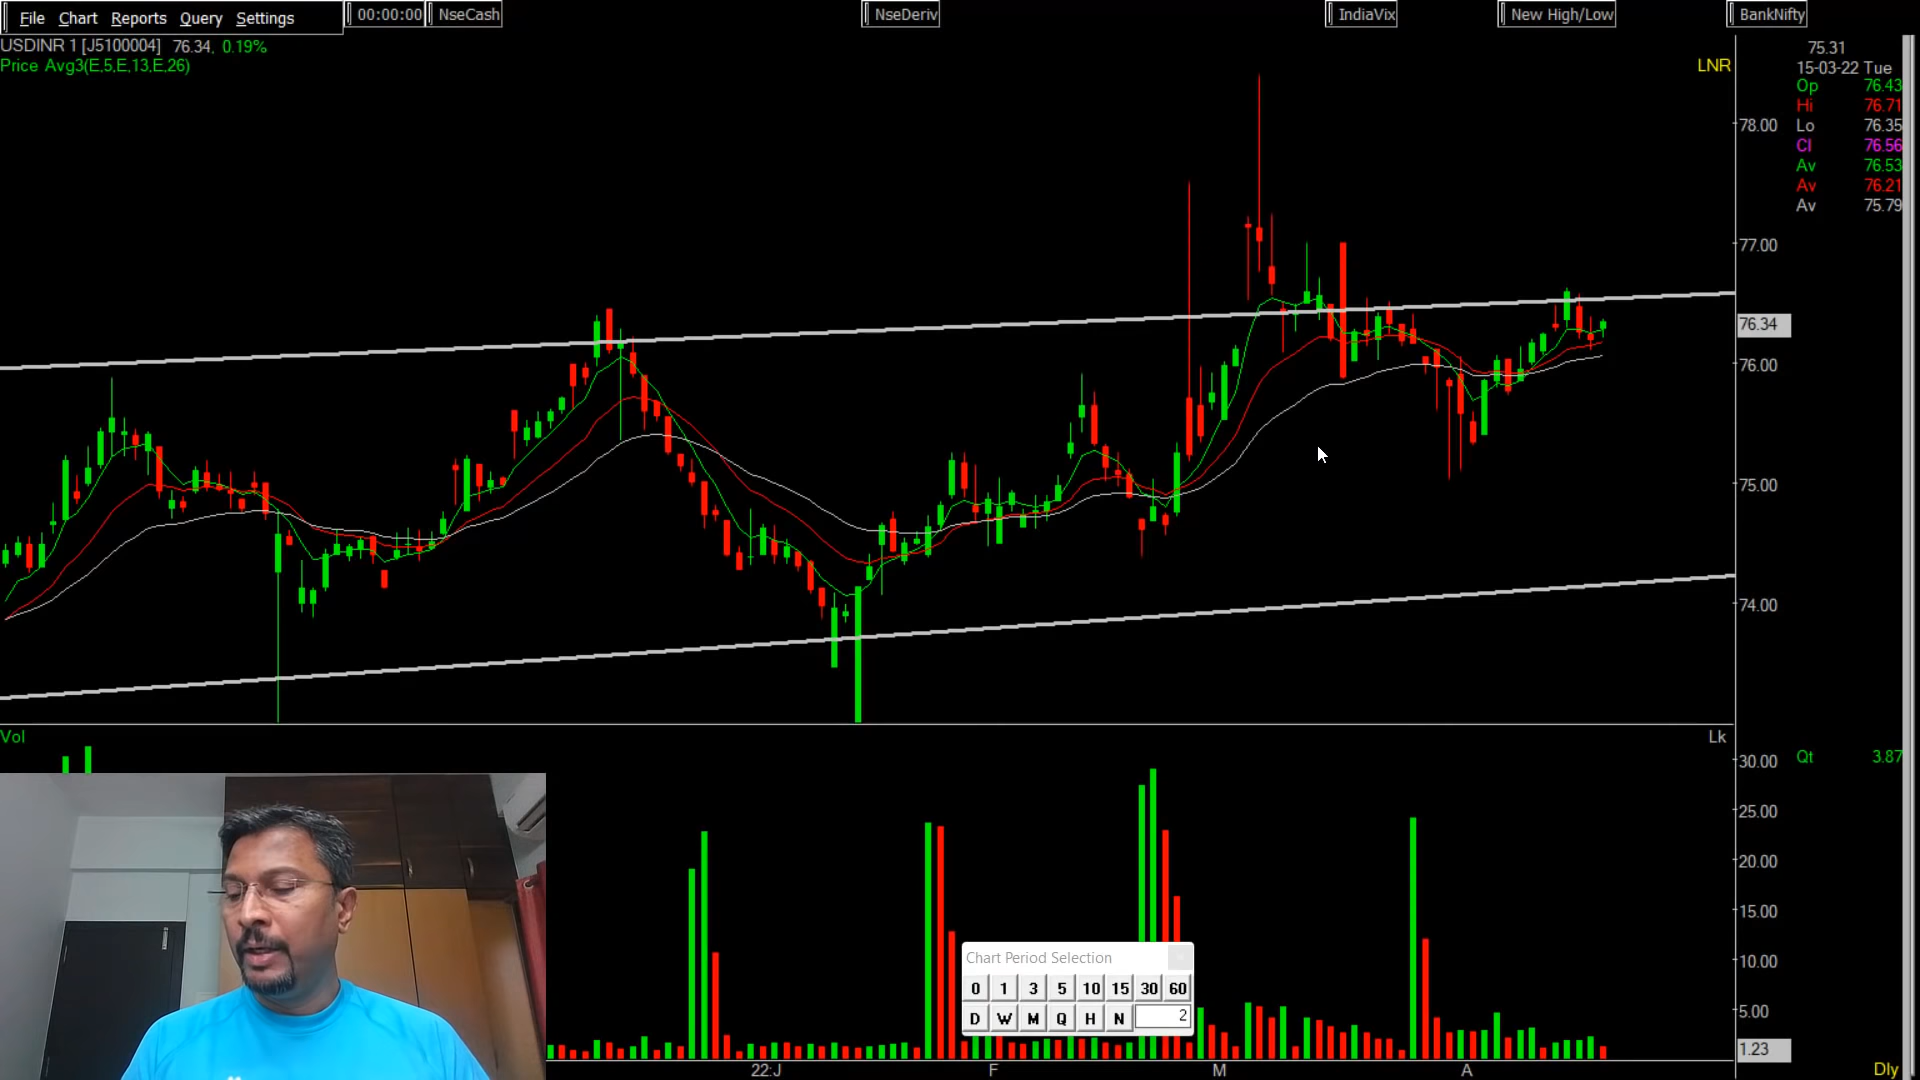 File Chart Reports Query Settings 00:00:00 NseCash NseDeriv IndiaVix New High/Low BankNifty
USDINR 1 [J5100004] 76.34, 0.19%
Price Avg3(E,5,E,13,E,26)
LNR
75.31
15-03-22 Tue
Op 76.43
Hi 76.71
Lo 76.35
Cl 76.56
Av 76.53
Av 76.21
Av 75.79
78.00
77.00
76.34
76.00
75.00
74.00
Vol
Lk
30.00
Qt 3.87
25.00
20.00
15.00
10.00
5.00
1.23
Chart Period Selection
0 1 3 5 10 15 30 60
D W M Q H N 2
22:J F M A
Dly